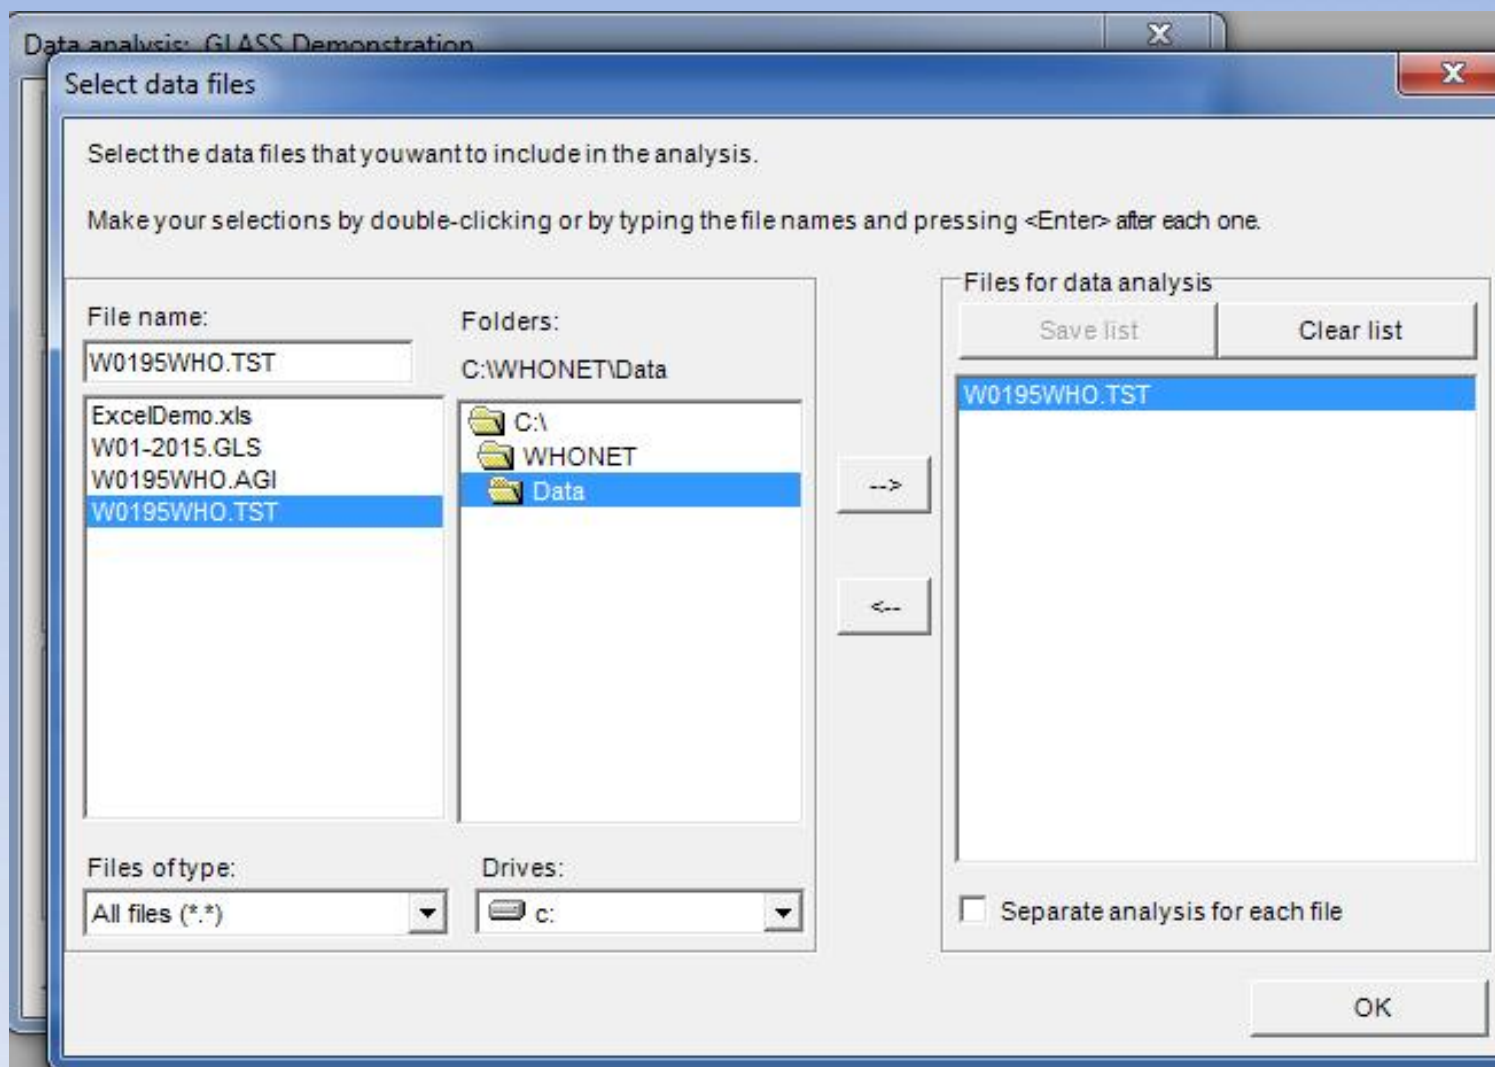 Data analysis: GLASS Demonstration
Select data files
Select the data files that you want to include in the analysis.
Make your selections by double-clicking or by typing the file names and pressing <Enter> after each one.
File name:
W0195WHO.TST
ExcelDemo.xls
W01-2015.GLS
W0195WHO.AGI
W0195WHO.TST
Folders:
C:\WHONET\Data
C:\
WHONET
Data
Files of type:
All files (*.*)
Drives:
c:
-->
<--
Files for data analysis
Save list
Clear list
W0195WHO.TST
Separate analysis for each file
OK